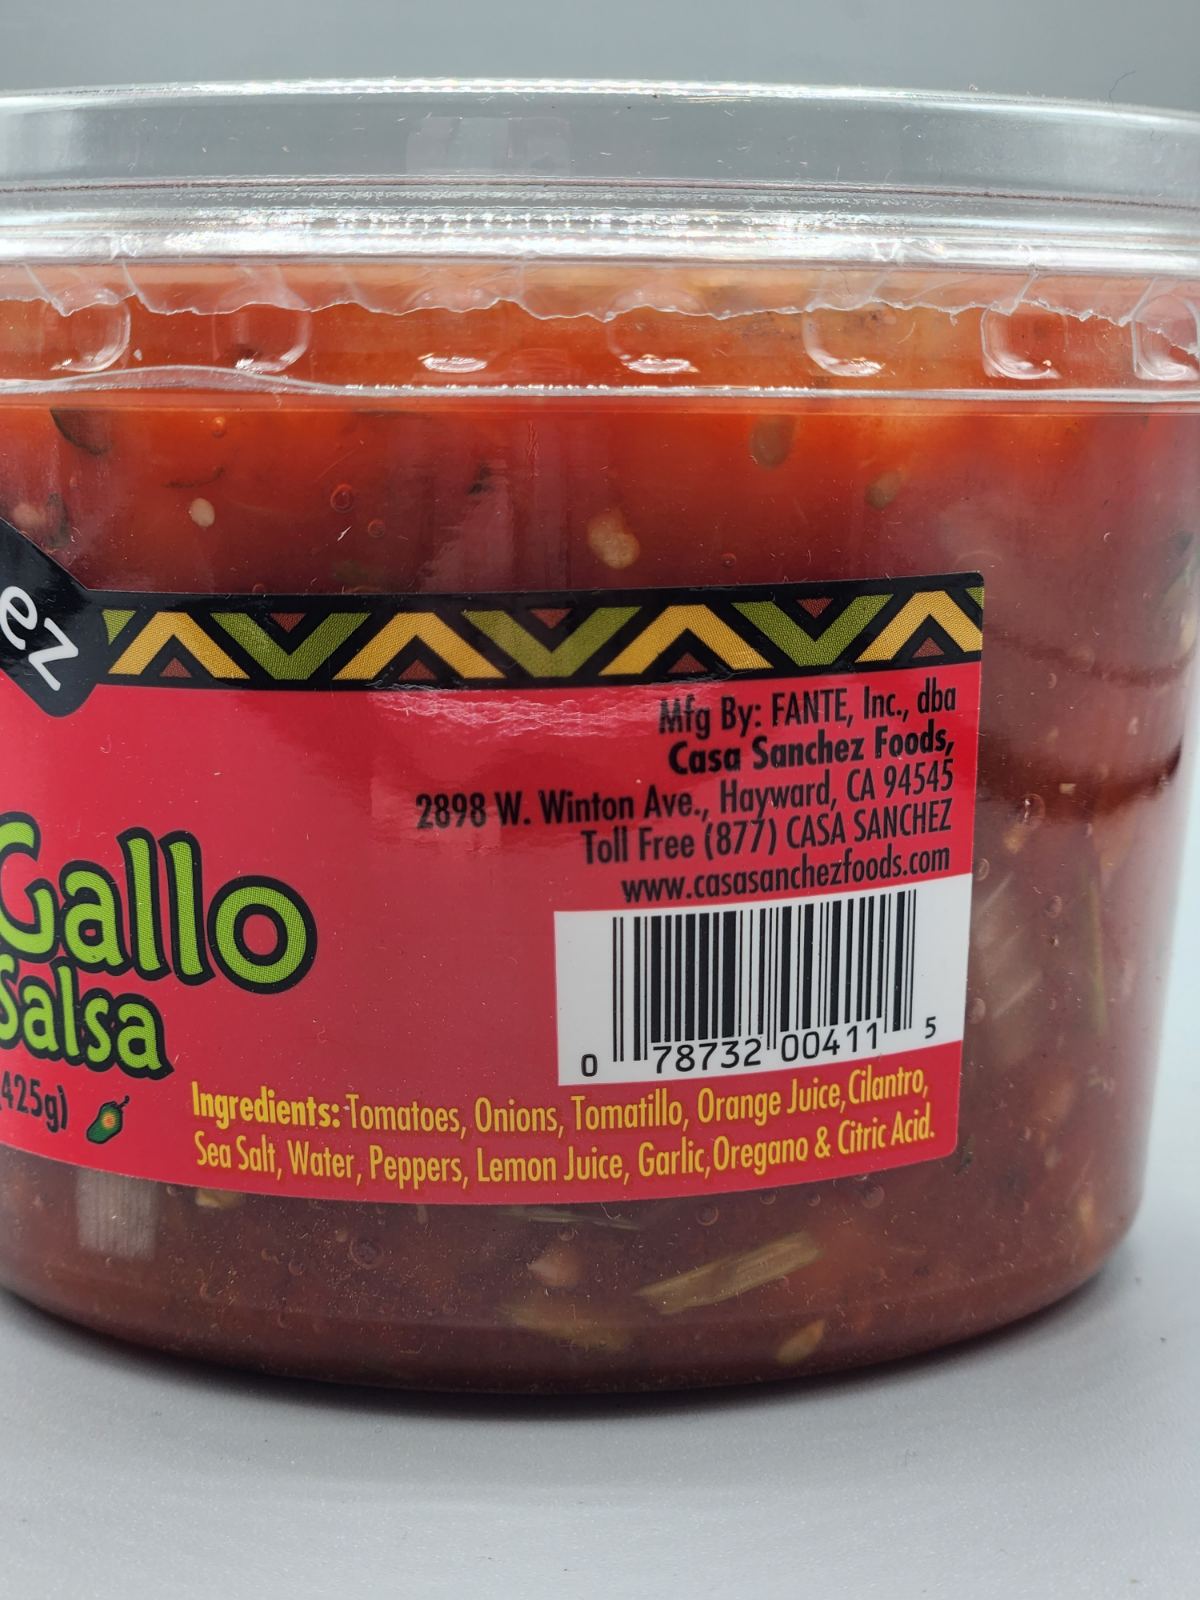 ez
Gallo
Salsa
425g)
Mfg By: FANTE, Inc., dba
Casa Sanchez Foods,
2898 W. Winton Ave., Hayward, CA 94545
Toll Free (877) CASA SANCHEZ
www.casasanchezfoods.com
0 78732 00411 5
Ingredients: Tomatoes, Onions, Tomatillo, Orange Juice, Cilantro,
Sea Salt, Water, Peppers, Lemon Juice, Garlic, Oregano & Citric Acid.